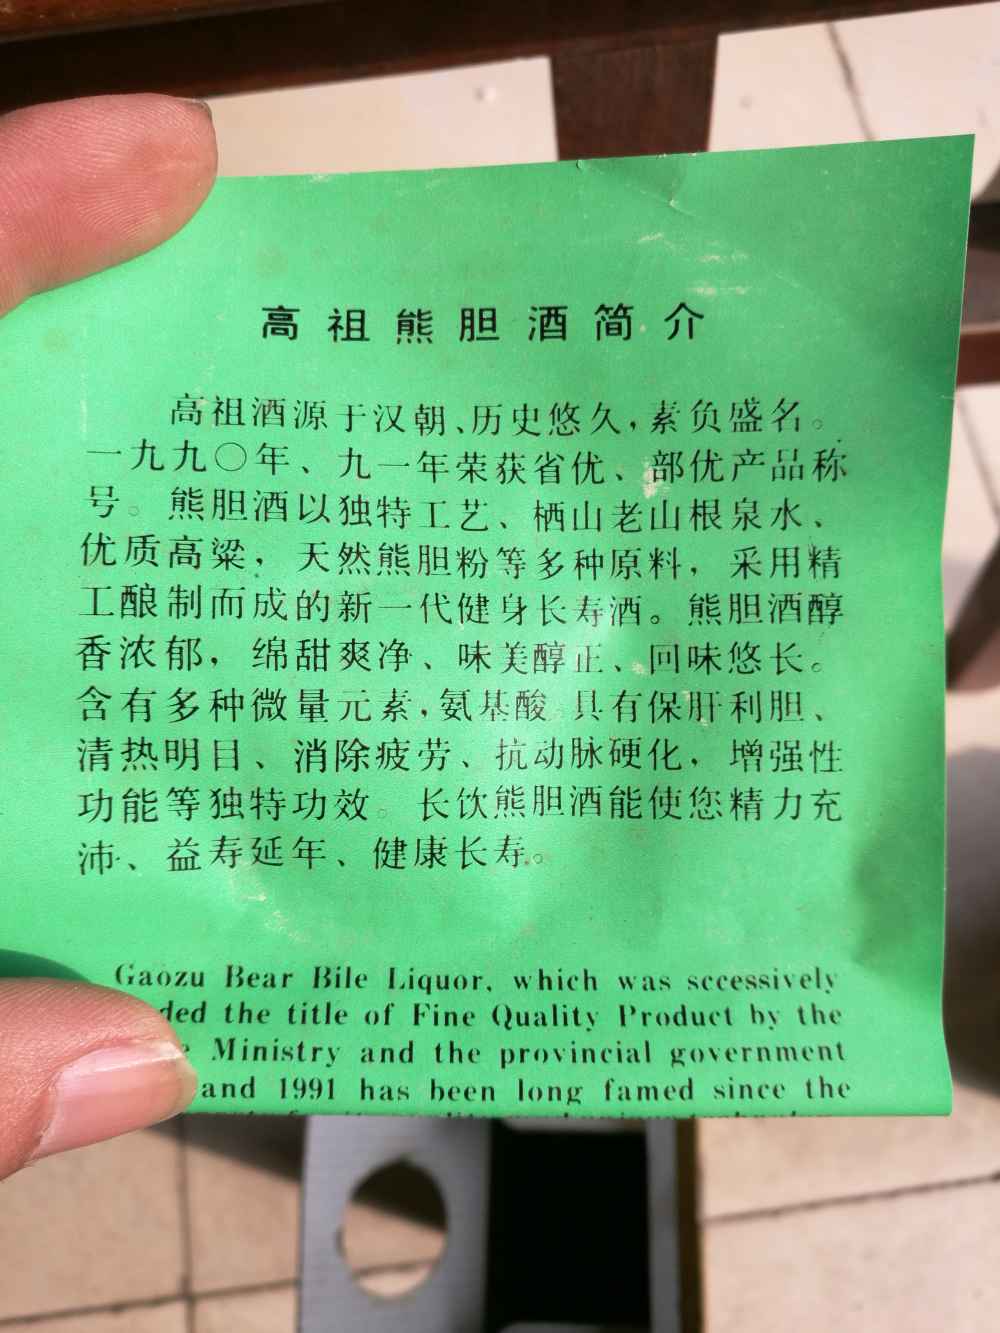 高祖熊胆酒简介
高祖酒源于汉朝、历史悠久，素负盛名。
一九九〇年、九一年荣获省优、部优产品称
号。熊胆酒以独特工艺、栖山老山根泉水、
优质高粱，天然熊胆粉等多种原料，采用精
工酿制而成的新一代健身长寿酒。熊胆酒醇
香浓郁，绵甜爽净、味美醇正、回味悠长。
含有多种微量元素，氨基酸 具有保肝利胆、
清热明目、消除疲劳、抗动脉硬化，增强性
功能等独特功效。长饮熊胆酒能使您精力充
沛、益寿延年、健康长寿。
Gaozu Bear Bile Liquor, which was sccessively
ded the title of Fine Quality Product by the
Ministry and the provincial government
and 1991 has been long famed since the